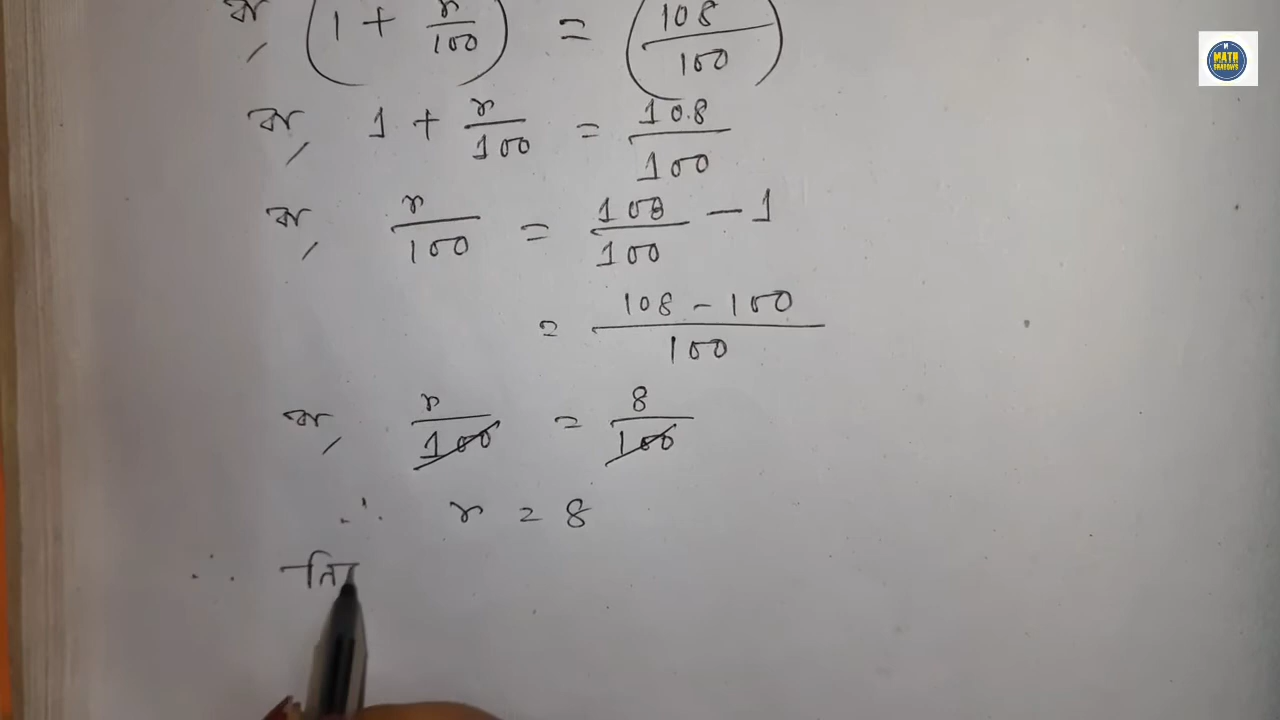 বা, (1 + r/100) = (108/100)
বা, 1 + r/100 = 108/100
বা, r/100 = 108/100 - 1
= 108 - 100/100
বা, r/100 = 8/100
∴ r = 8
∴ নি
MATH